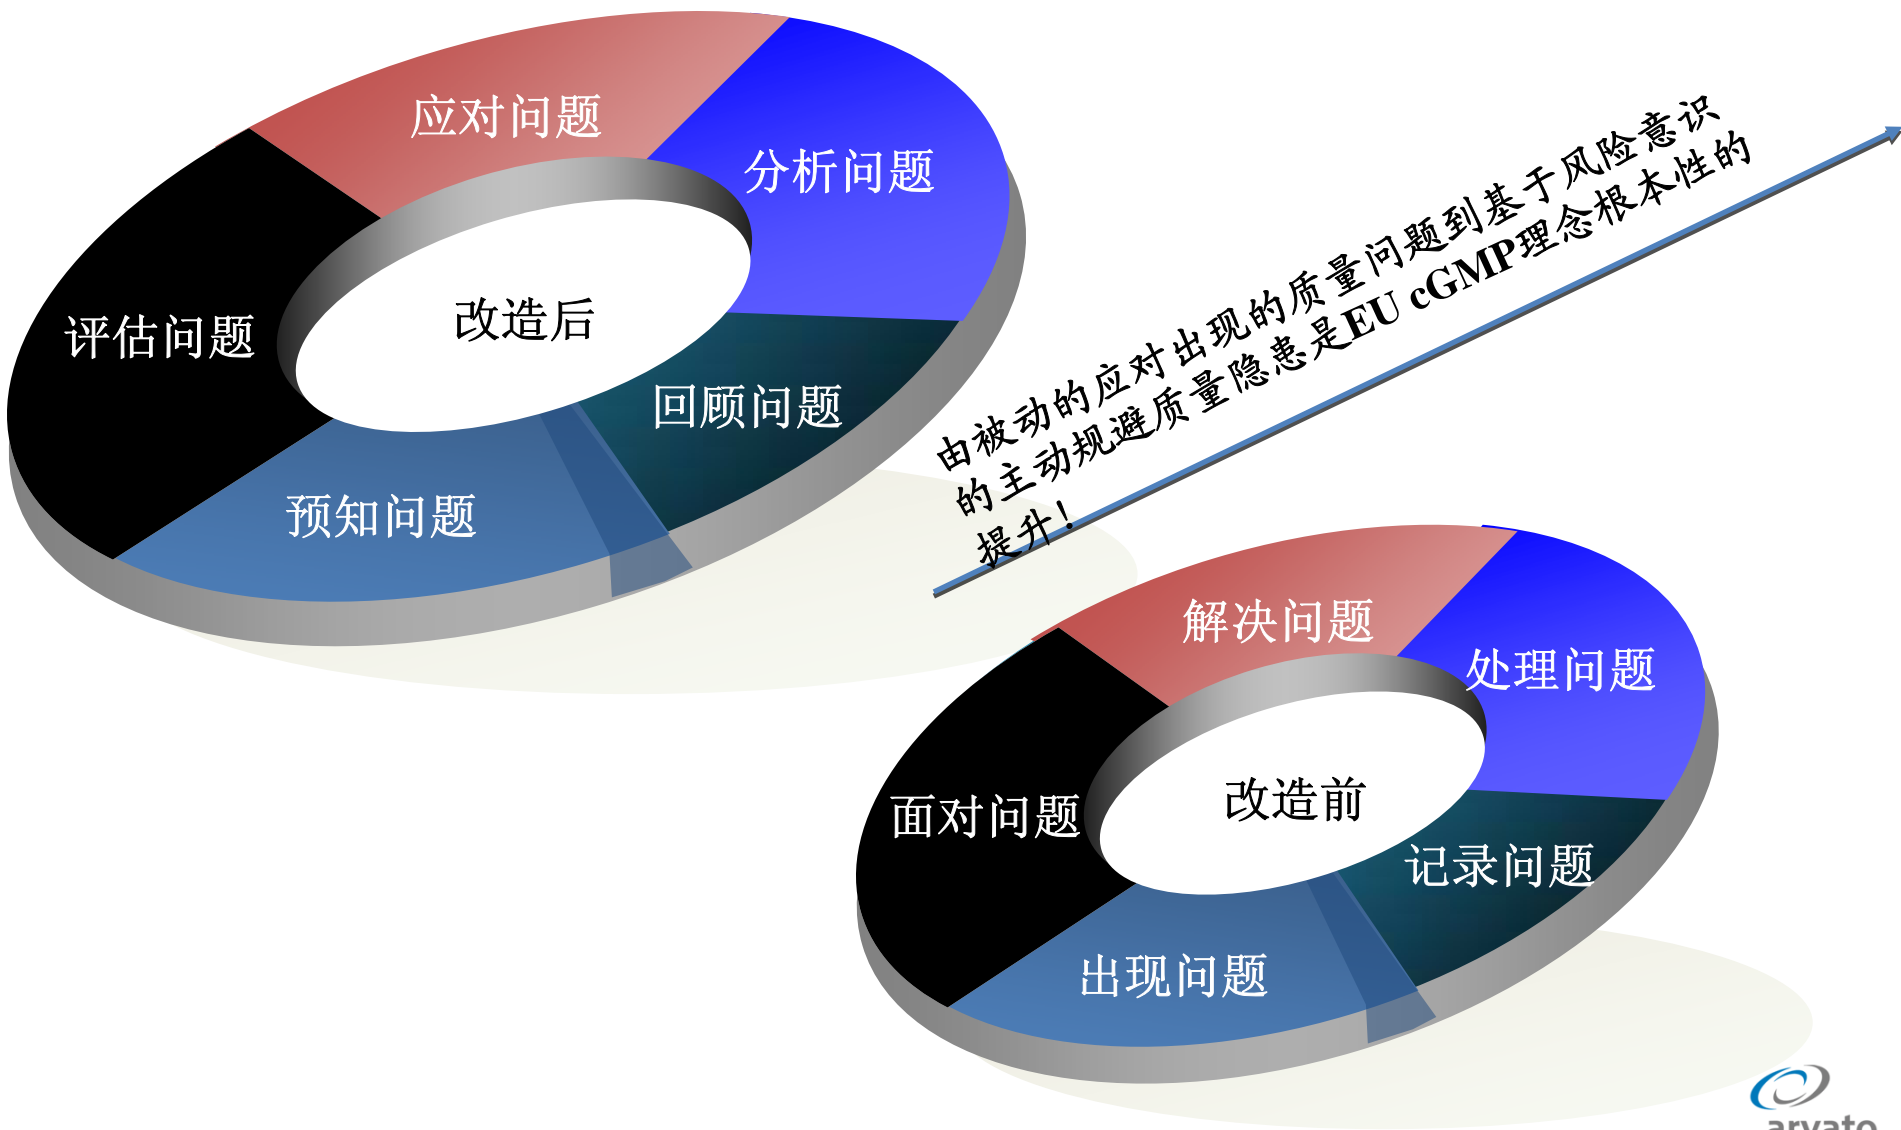 应对问题
分析问题
评估问题
改造后
回顾问题
预知问题
由被动的应对出现的质量问题到基于风险意识
的主动规避质量隐患是EU cGMP理念根本性的
提升！
解决问题
处理问题
面对问题
改造前
记录问题
出现问题
arvato